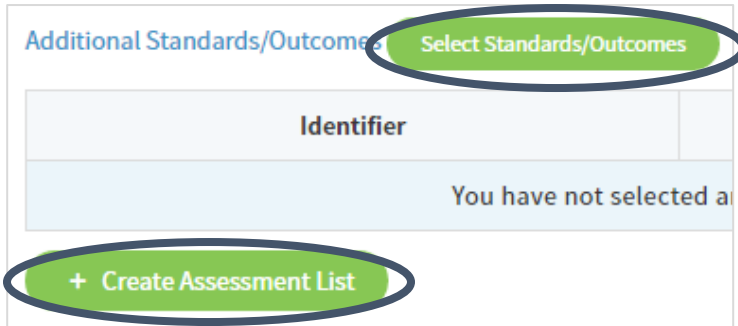 Additional Standards/Outcomes Select Standards/Outcomes
Identifier
You have not selected
+ Create Assessment List